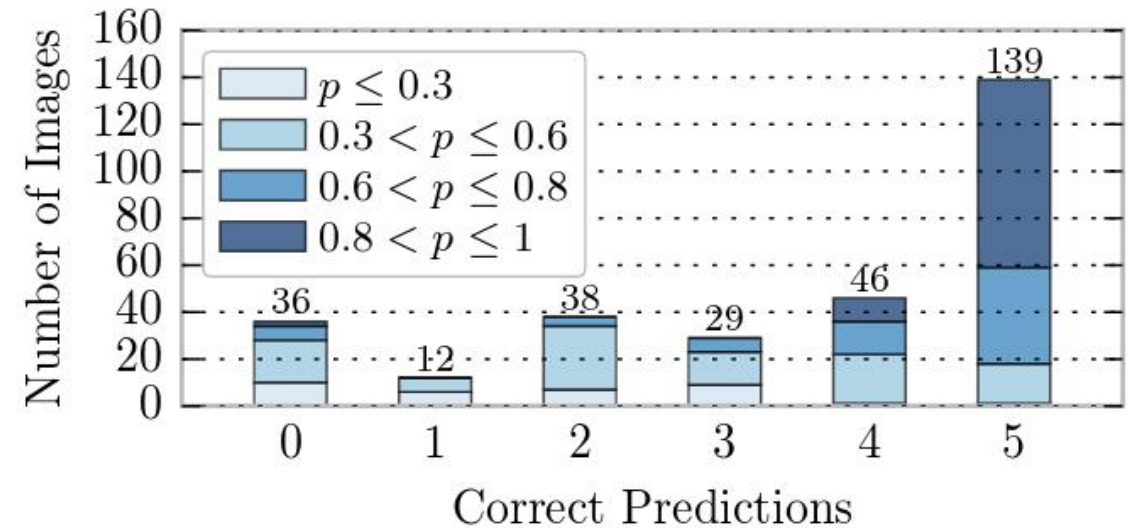 160
140
120
100
80
60
40
20
0
Number of Images
p ≤ 0.3
0.3 < p ≤ 0.6
0.6 < p ≤ 0.8
0.8 < p ≤ 1
36
12
38
29
46
139
0 1 2 3 4 5
Correct Predictions